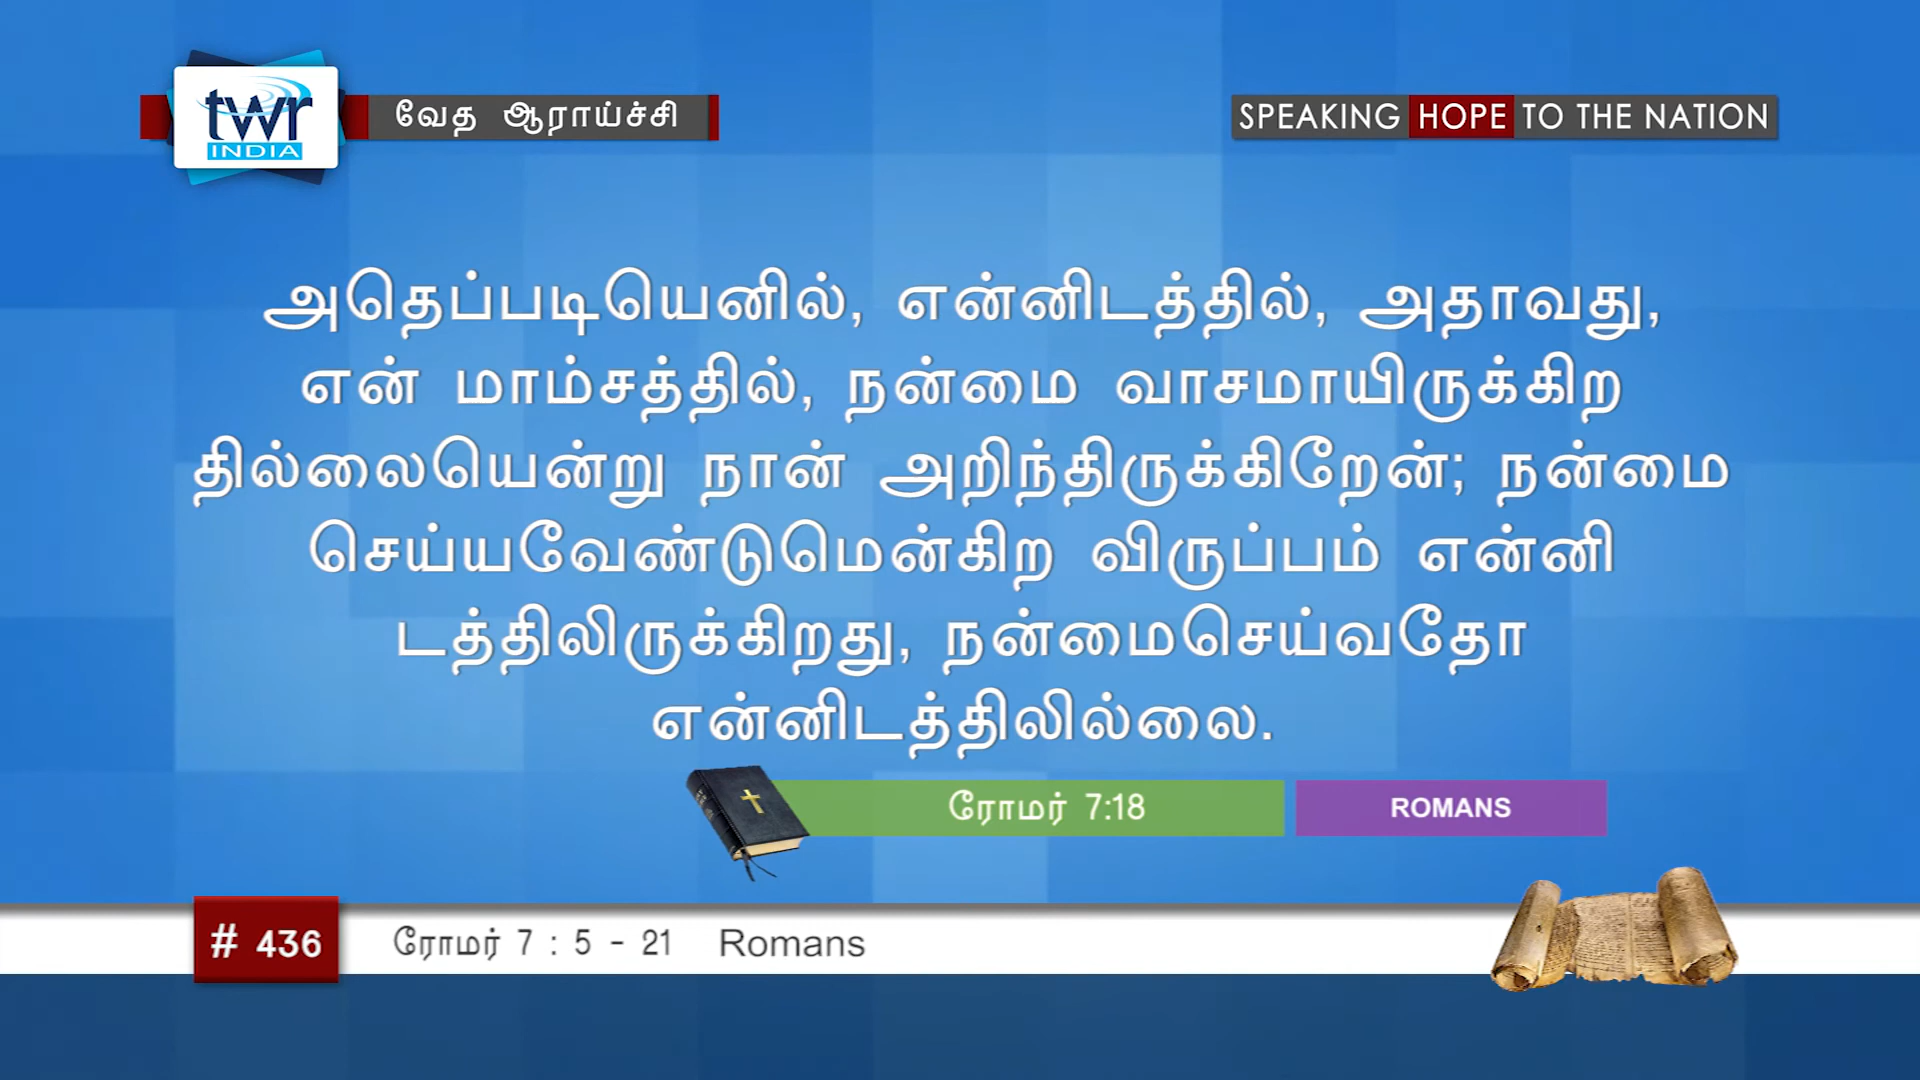 twr
INDIA
வேத ஆராய்ச்சி
SPEAKING HOPE TO THE NATION
அதெப்படியெனில், என்னிடத்தில், அதாவது,
என் மாம்சத்தில், நன்மை வாசமாயிருக்கிற
தில்லையென்று நான் அறிந்திருக்கிறேன்; நன்மை
செய்யவேண்டுமென்கிற விருப்பம் என்னி
டத்திலிருக்கிறது, நன்மைசெய்வதோ
என்னிடத்திலில்லை.
ரோமர் 7:18
ROMANS
# 436
ரோமர் 7 : 5 - 21 Romans